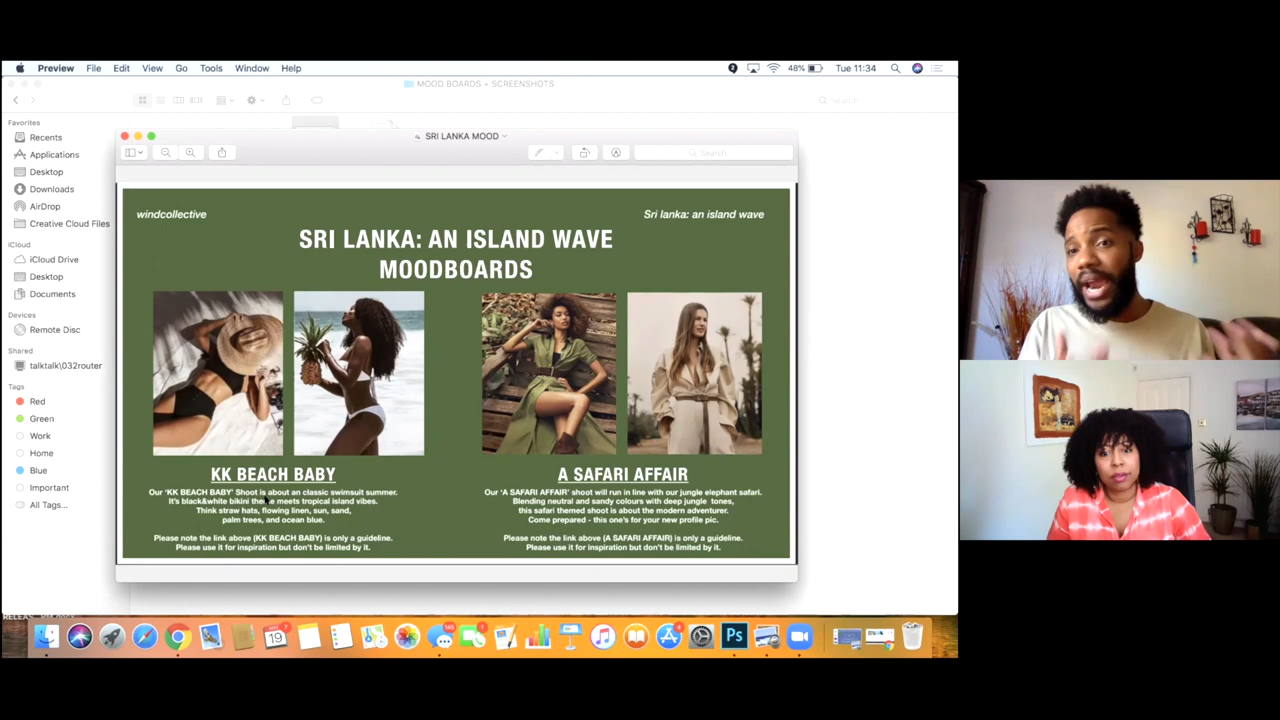 Preview File Edit View Go Tools Window Help
48% Tue 11:34
MOOD BOARDS + SCREENSHOTS
Search
Favorites
Recents
Applications
Desktop
Downloads
AirDrop
Creative Cloud Files
iCloud
iCloud Drive
Desktop
Documents
Devices
Remote Disc
Shared
talktalk\032router
Tags
Red
Green
Work
Home
Blue
Important
All Tags...
SRI LANKA MOOD
Search
windcollective
Sri lanka: an island wave
SRI LANKA: AN ISLAND WAVE
MOODBOARDS
KK BEACH BABY
Our 'KK BEACH BABY' Shoot is about an classic swimsuit summer.
It's black&white bikini there meets tropical island vibes.
Think straw hats, flowing linen, sun, sand,
palm trees, and ocean blue.
Please note the link above (KK BEACH BABY) is only a guideline.
Please use it for inspiration but don't be limited by it.
A SAFARI AFFAIR
Our 'A SAFARI AFFAIR' shoot will run in line with our jungle elephant safari.
Blending neutral and sandy colours with deep jungle tones,
this safari themed shoot is about the modern adventurer.
Come prepared - this one's for your new profile pic.
Please note the link above (A SAFARI AFFAIR) is only a guideline.
Please use it for inspiration but don't be limited by it.
19
Ps